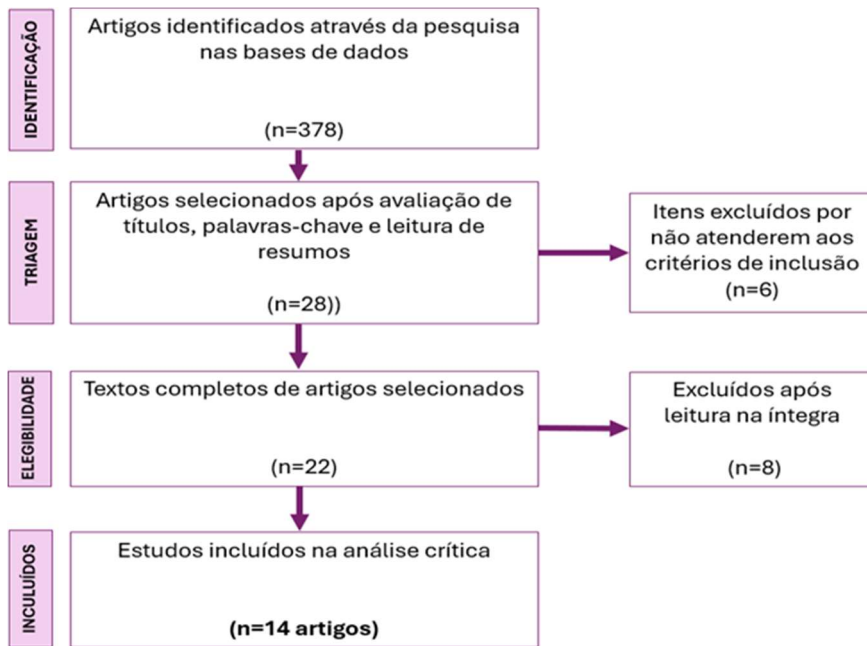 IDENTIFICAÇÃO
Artigos identificados através da pesquisa
nas bases de dados
(n=378)
TRIAGEM
Artigos selecionados após avaliação de
títulos, palavras-chave e leitura de
resumos
(n=28))
Itens excluídos por
não atenderem aos
critérios de inclusão
(n=6)
ELEGIBILIDADE
Textos completos de artigos selecionados
(n=22)
Excluídos após
leitura na íntegra
(n=8)
INCULUÍDOS
Estudos incluídos na análise crítica
(n=14 artigos)